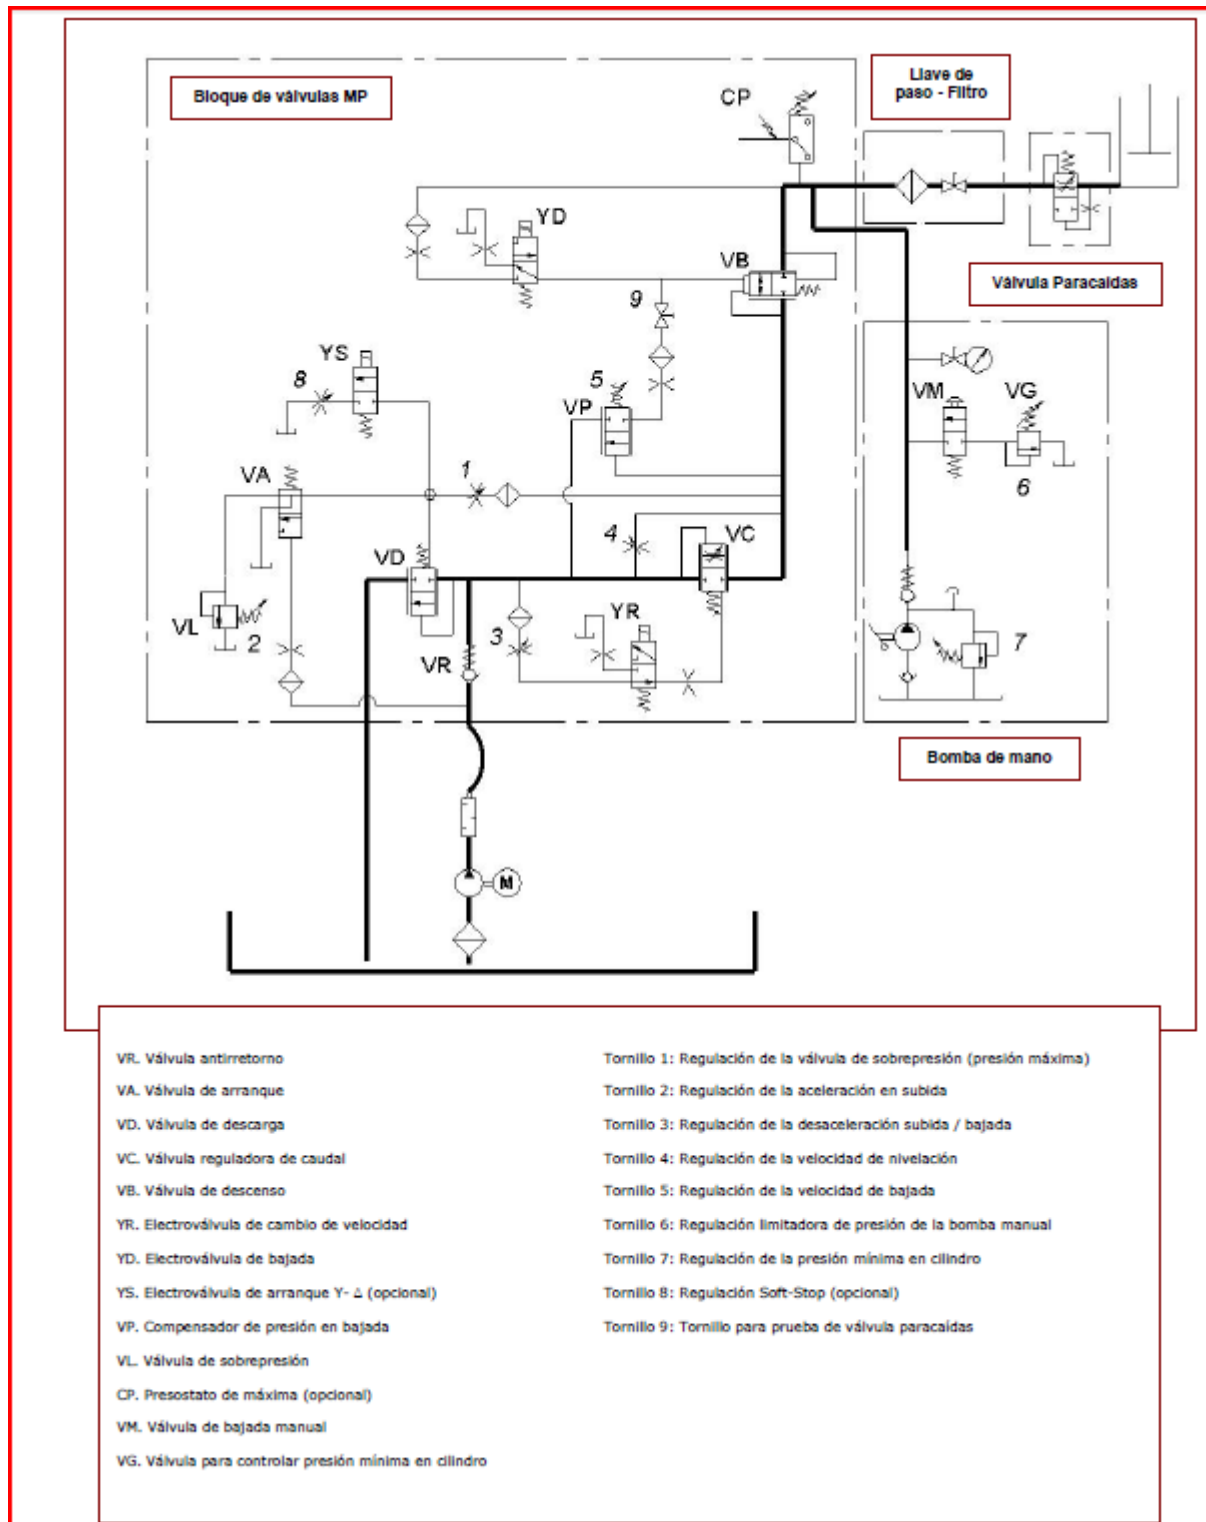 Bloque de válvulas MP
Llave de
paso - Filtro
CP
YD
VB
Válvula Paracaídas
9
YS
8
5
VP
VM
VG
6
VA
1
4
VC
VD
VL
2
3
YR
VR
7
Bomba de mano
M
VR. Válvula antirretorno
VA. Válvula de arranque
VD. Válvula de descarga
VC. Válvula reguladora de caudal
VB. Válvula de descenso
YR. Electroválvula de cambio de velocidad
YD. Electroválvula de bajada
YS. Electroválvula de arranque Y- Δ (opcional)
VP. Compensador de presión en bajada
VL. Válvula de sobrepresión
CP. Presostato de máxima (opcional)
VM. Válvula de bajada manual
VG. Válvula para controlar presión mínima en cilindro
Tornillo 1: Regulación de la válvula de sobrepresión (presión máxima)
Tornillo 2: Regulación de la aceleración en subida
Tornillo 3: Regulación de la desaceleración subida / bajada
Tornillo 4: Regulación de la velocidad de nivelación
Tornillo 5: Regulación de la velocidad de bajada
Tornillo 6: Regulación limitadora de presión de la bomba manual
Tornillo 7: Regulación de la presión mínima en cilindro
Tornillo 8: Regulación Soft-Stop (opcional)
Tornillo 9: Tornillo para prueba de válvula paracaídas